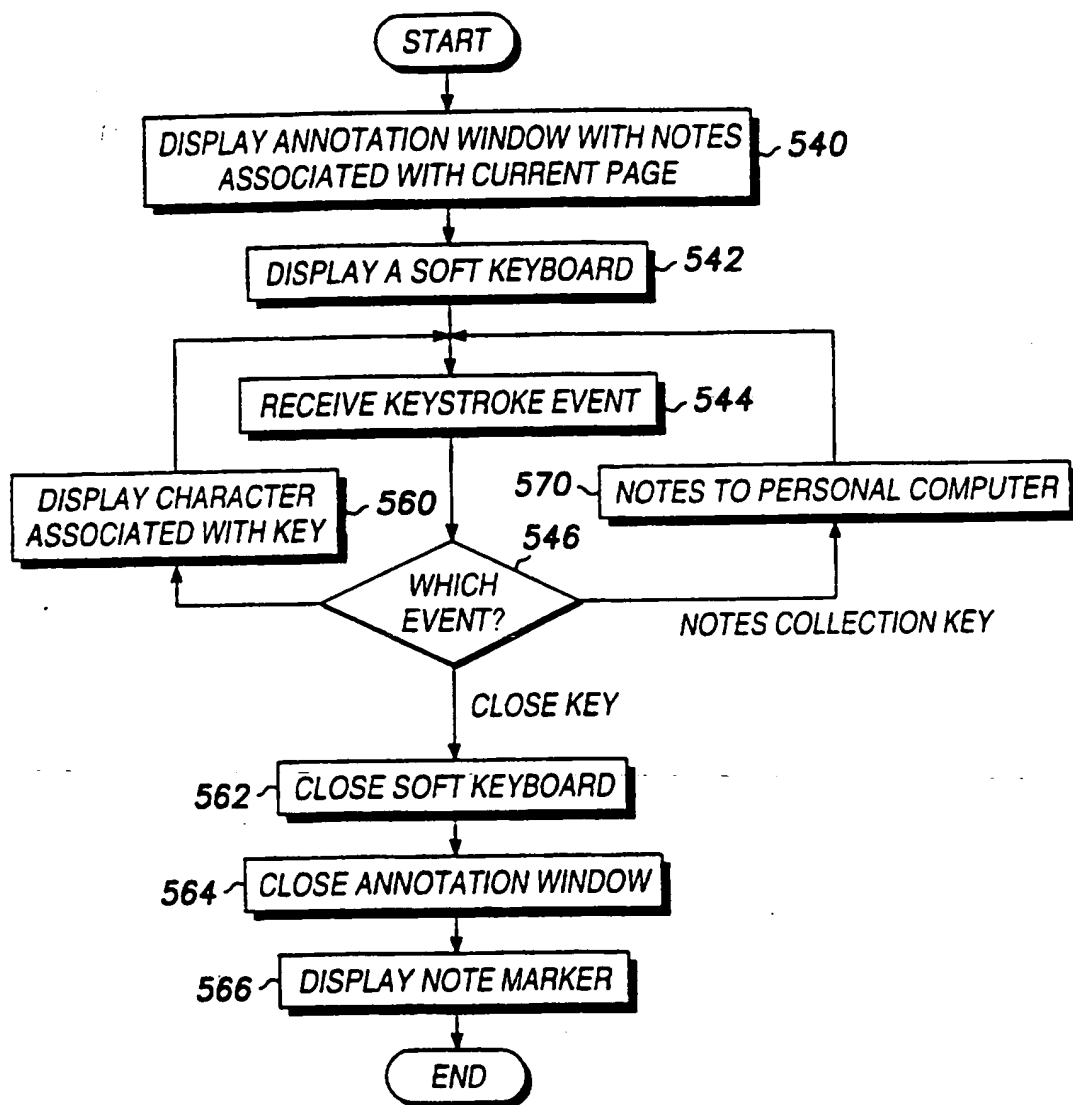 START
DISPLAY ANNOTATION WINDOW WITH NOTES
ASSOCIATED WITH CURRENT PAGE
540
DISPLAY A SOFT KEYBOARD
542
RECEIVE KEYSTROKE EVENT
544
DISPLAY CHARACTER
ASSOCIATED WITH KEY
560
570
NOTES TO PERSONAL COMPUTER
546
WHICH
EVENT?
NOTES COLLECTION KEY
CLOSE KEY
562
CLOSE SOFT KEYBOARD
564
CLOSE ANNOTATION WINDOW
566
DISPLAY NOTE MARKER
END